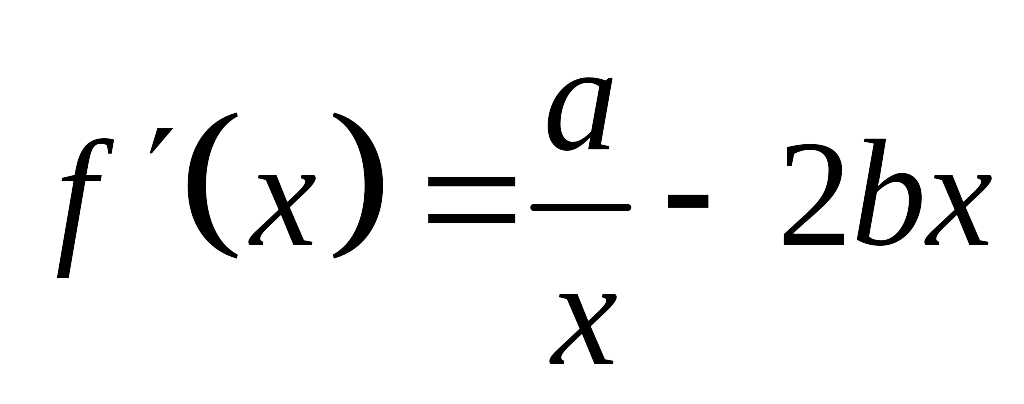 f′(x) = a/x - 2bx